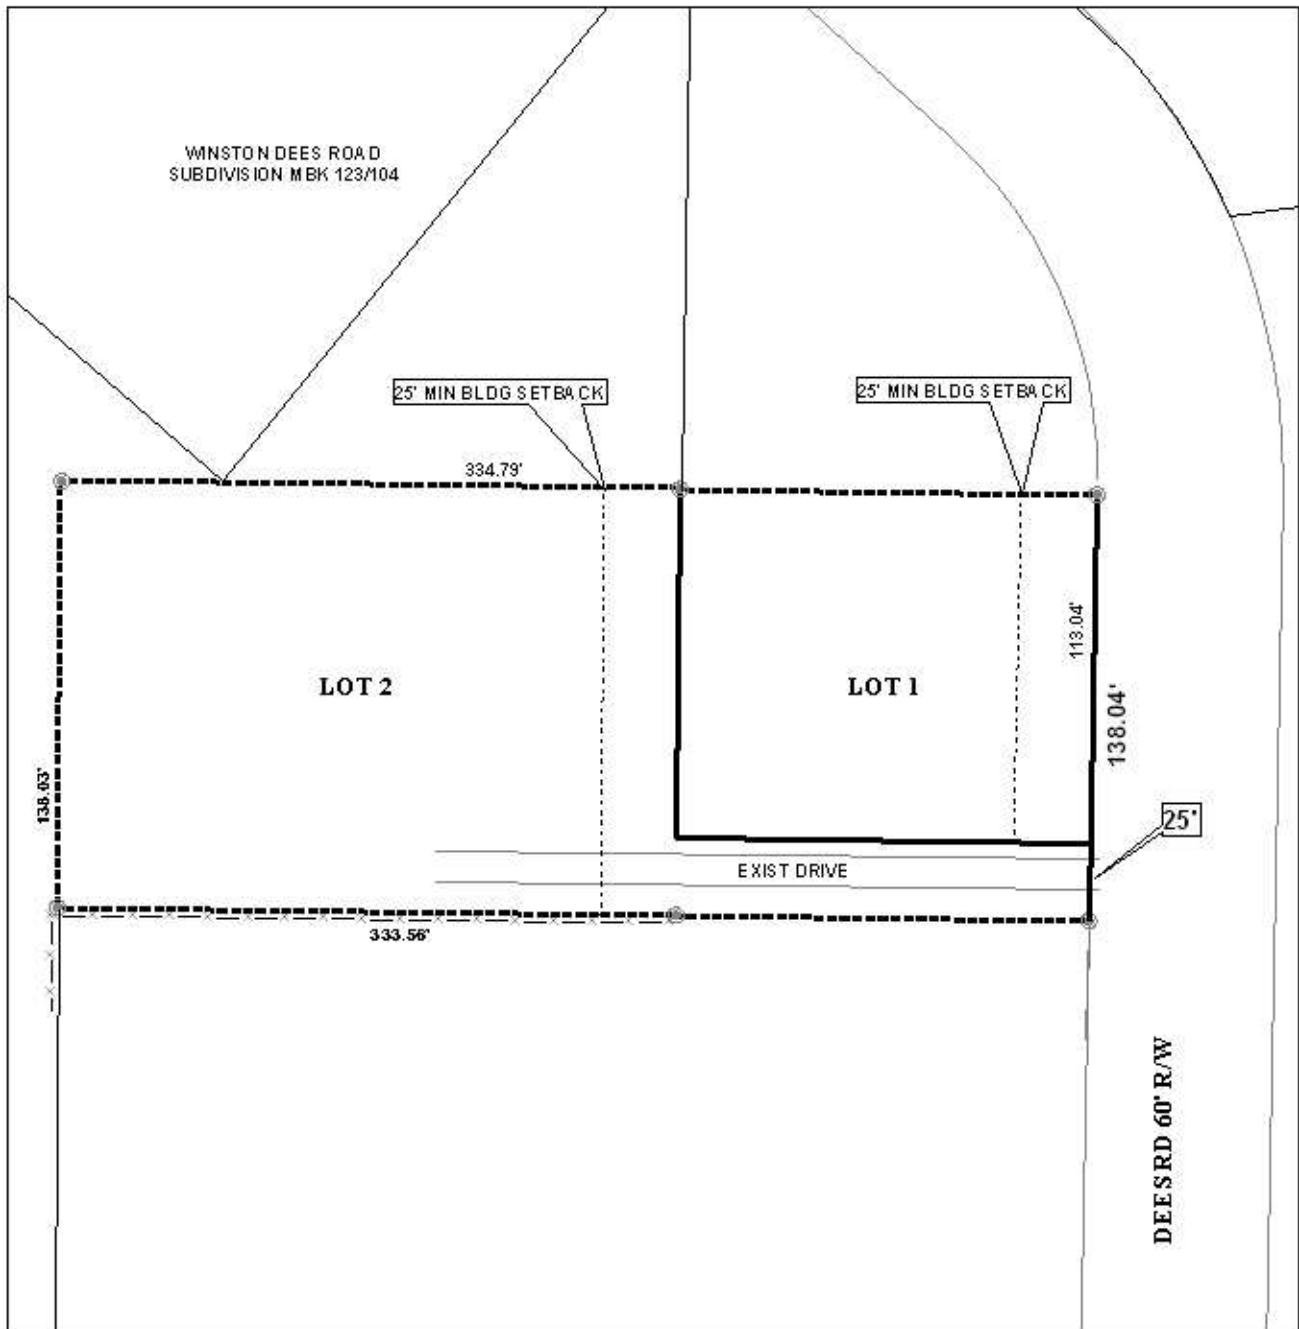 WINSTON DEES ROAD
SUBDIVISION MBK 123/104
25' MIN BLDG SETBACK
25' MIN BLDG SETBACK
334.79'
113.04'
LOT 2
LOT 1
138.04'
138.03'
25'
EXIST DRIVE
333.56'
DEES RD 60' R/W